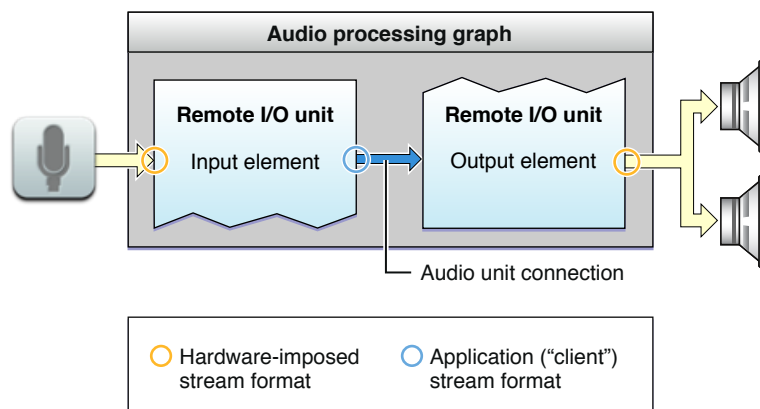 Audio processing graph
Remote I/O unit
Input element
Remote I/O unit
Output element
Audio unit connection
Hardware-imposed
stream format
Application (“client”)
stream format